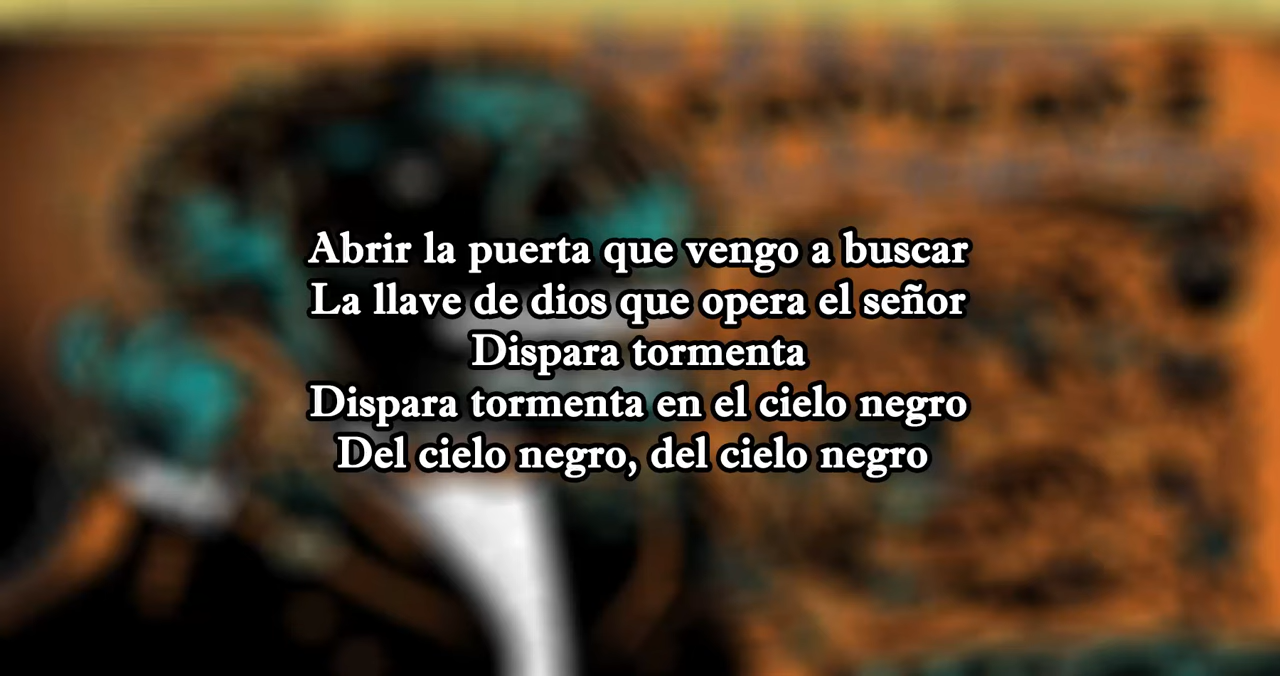 Abrir la puerta que vengo a buscar
La llave de dios que opera el señor
Dispara tormenta
Dispara tormenta en el cielo negro
Del cielo negro, del cielo negro